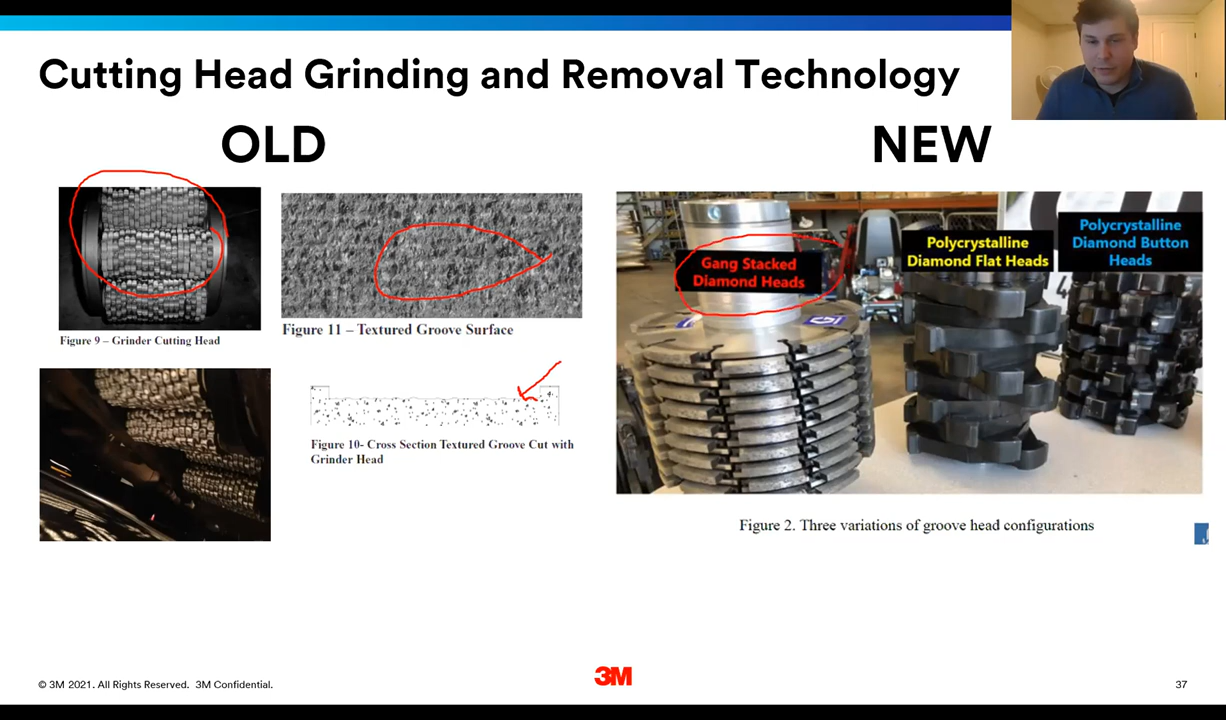 Cutting Head Grinding and Removal Technology
OLD
NEW
Figure 9 – Grinder Cutting Head
Figure 11 – Textured Groove Surface
Figure 10- Cross Section Textured Groove Cut with
Grinder Head
Gang Stacked
Diamond Heads
Polycrystalline
Diamond Flat Heads
Polycrystalline
Diamond Button
Heads
Figure 2. Three variations of groove head configurations
© 3M 2021. All Rights Reserved. 3M Confidential.
3M
37